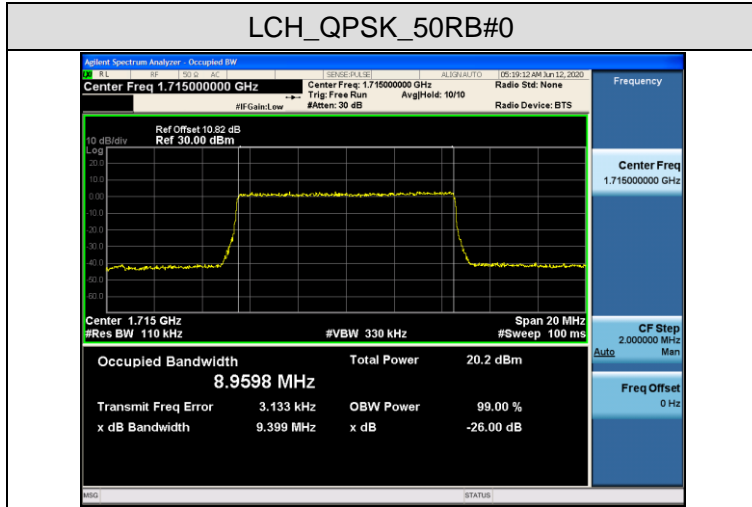 LCH_QPSK_50RB#0
Agilent Spectrum Analyzer - Occupied BW
RL RF 50 Ω AC SENSE:PULSE ALIGNAUTO 05:19:12 AM Jun 12, 2020
Center Freq 1.715000000 GHz Center Freq: 1.715000000 GHz Radio Std: None Frequency
Trig: Free Run Avg|Hold: 10/10
#IFGain:Low #Atten: 30 dB Radio Device: BTS
Ref Offset 10.82 dB
10 dB/div Ref 30.00 dBm
Log
20.0
10.0
0.00
-10.0
-20.0
-30.0
-40.0
-50.0
-60.0
Center Freq
1.715000000 GHz
Center 1.715 GHz Span 20 MHz
#Res BW 110 kHz #VBW 330 kHz #Sweep 100 ms
CF Step
2.000000 MHz
Auto Man
Freq Offset
0 Hz
Occupied Bandwidth Total Power 20.2 dBm
8.9598 MHz
Transmit Freq Error 3.133 kHz OBW Power 99.00 %
x dB Bandwidth 9.399 MHz x dB -26.00 dB
MSG STATUS